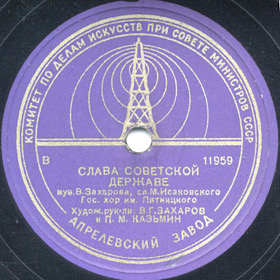 КОМИТЕТ ПО ДЕЛАМ ИСКУССТВ ПРИ СОВЕТЕ МИНИСТРОВ СССР
В 11959
СЛАВА СОВЕТСКОЙ
ДЕРЖАВЕ
муз. В. Захарова, сл. М. Исаковского
Гос. хор им. Пятницкого
Худож. рук-ли: В. Г. ЗАХАРОВ
и П. М. КАЗЬМИН
АПРЕЛЕВСКИЙ ЗАВОД